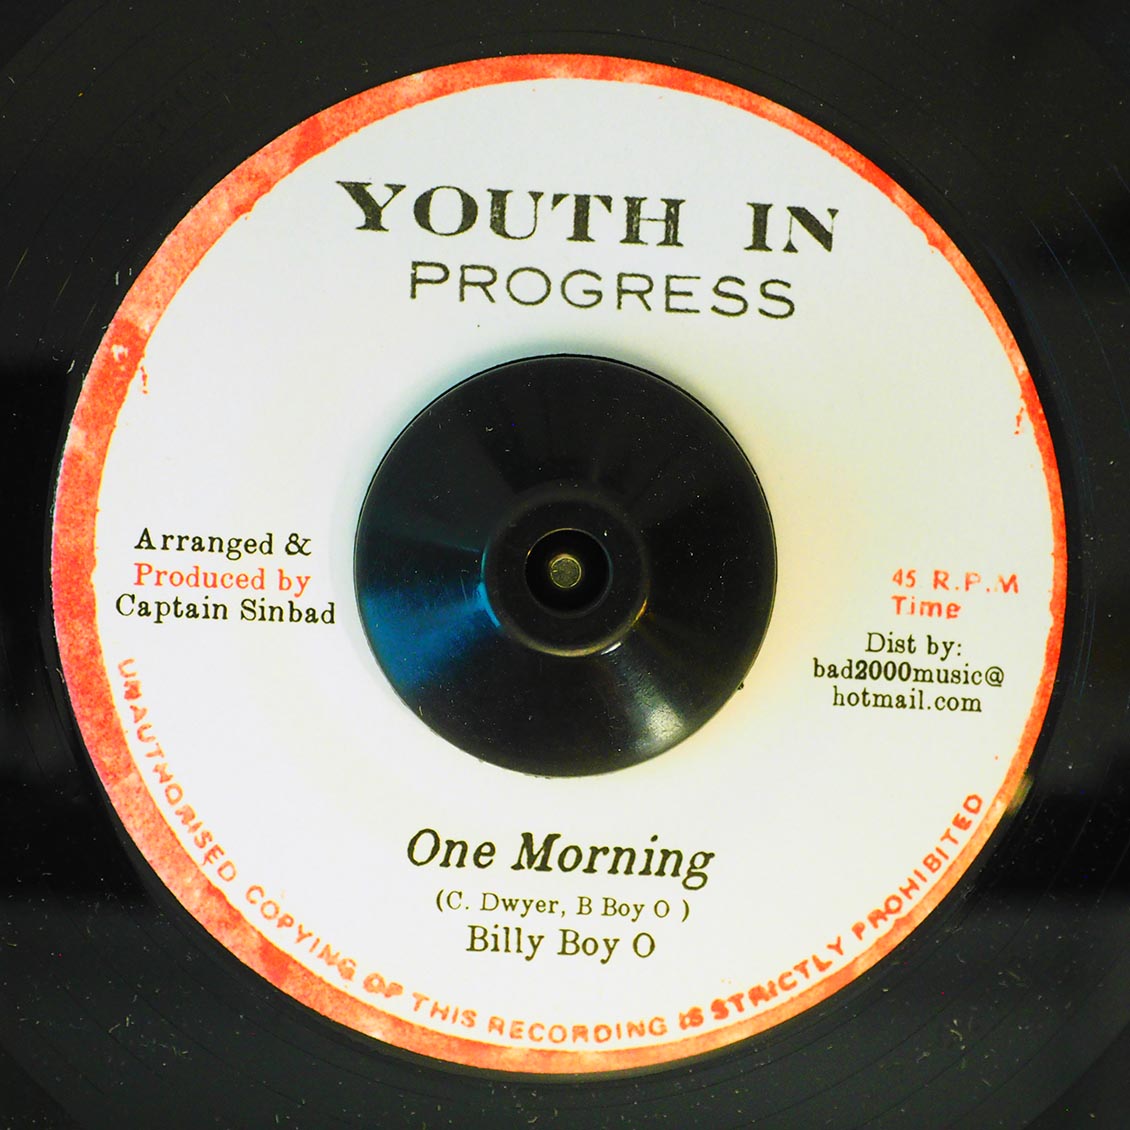 YOUTH IN
PROGRESS
Arranged &
Produced by
Captain Sinbad
45 R.P.M
Time
Dist by:
bad2000music@
hotmail.com
One Morning
(C. Dwyer, B Boy O )
Billy Boy O
UNAUTHORISED COPYING OF THIS RECORDING IS STRICTLY PROHIBITED